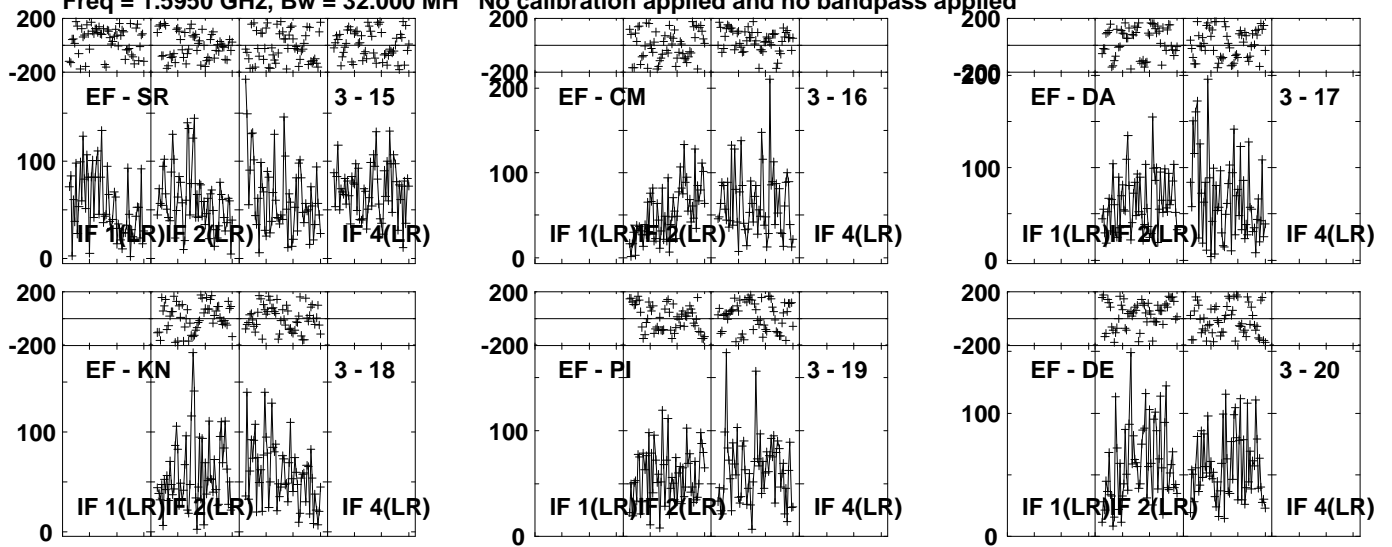 Freq = 1.5950 GHz, Bw = 32.000 MH No calibration applied and no bandpass applied
200
-200
EF - SR 3 - 15
100
IF 1(LR) IF 2(LR) IF 4(LR)
0
200
-200
200
EF - CM 3 - 16
100
IF 1(LR) IF 2(LR) IF 4(LR)
0
200
-200
200
EF - DA 3 - 17
100
IF 1(LR) IF 2(LR) IF 4(LR)
0
200
-200
EF - KN 3 - 18
100
IF 1(LR) IF 2(LR) IF 4(LR)
0
200
-200
EF - PI 3 - 19
100
IF 1(LR) IF 2(LR) IF 4(LR)
0
200
-200
EF - DE 3 - 20
100
IF 1(LR) IF 2(LR) IF 4(LR)
0